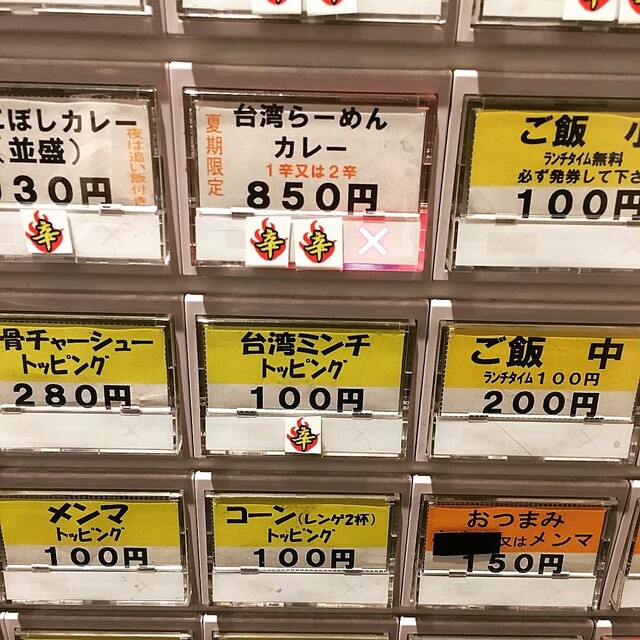 ぼしカレー
（並盛）
夜は追い飯付き
930円
辛
台湾らーめん
カレー
夏期限定
1辛又は2辛
850円
辛 辛 ×
ご飯 小
ランチタイム無料
必ず発券して下さ
100円
骨チャーシュー
トッピング
280円
台湾ミンチ
トッピング
100円
辛
ご飯 中
ランチタイム100円
200円
メンマ
トッピング
100円
コーン(レンゲ2杯)
トッピング
100円
おつまみ
又はメンマ
150円